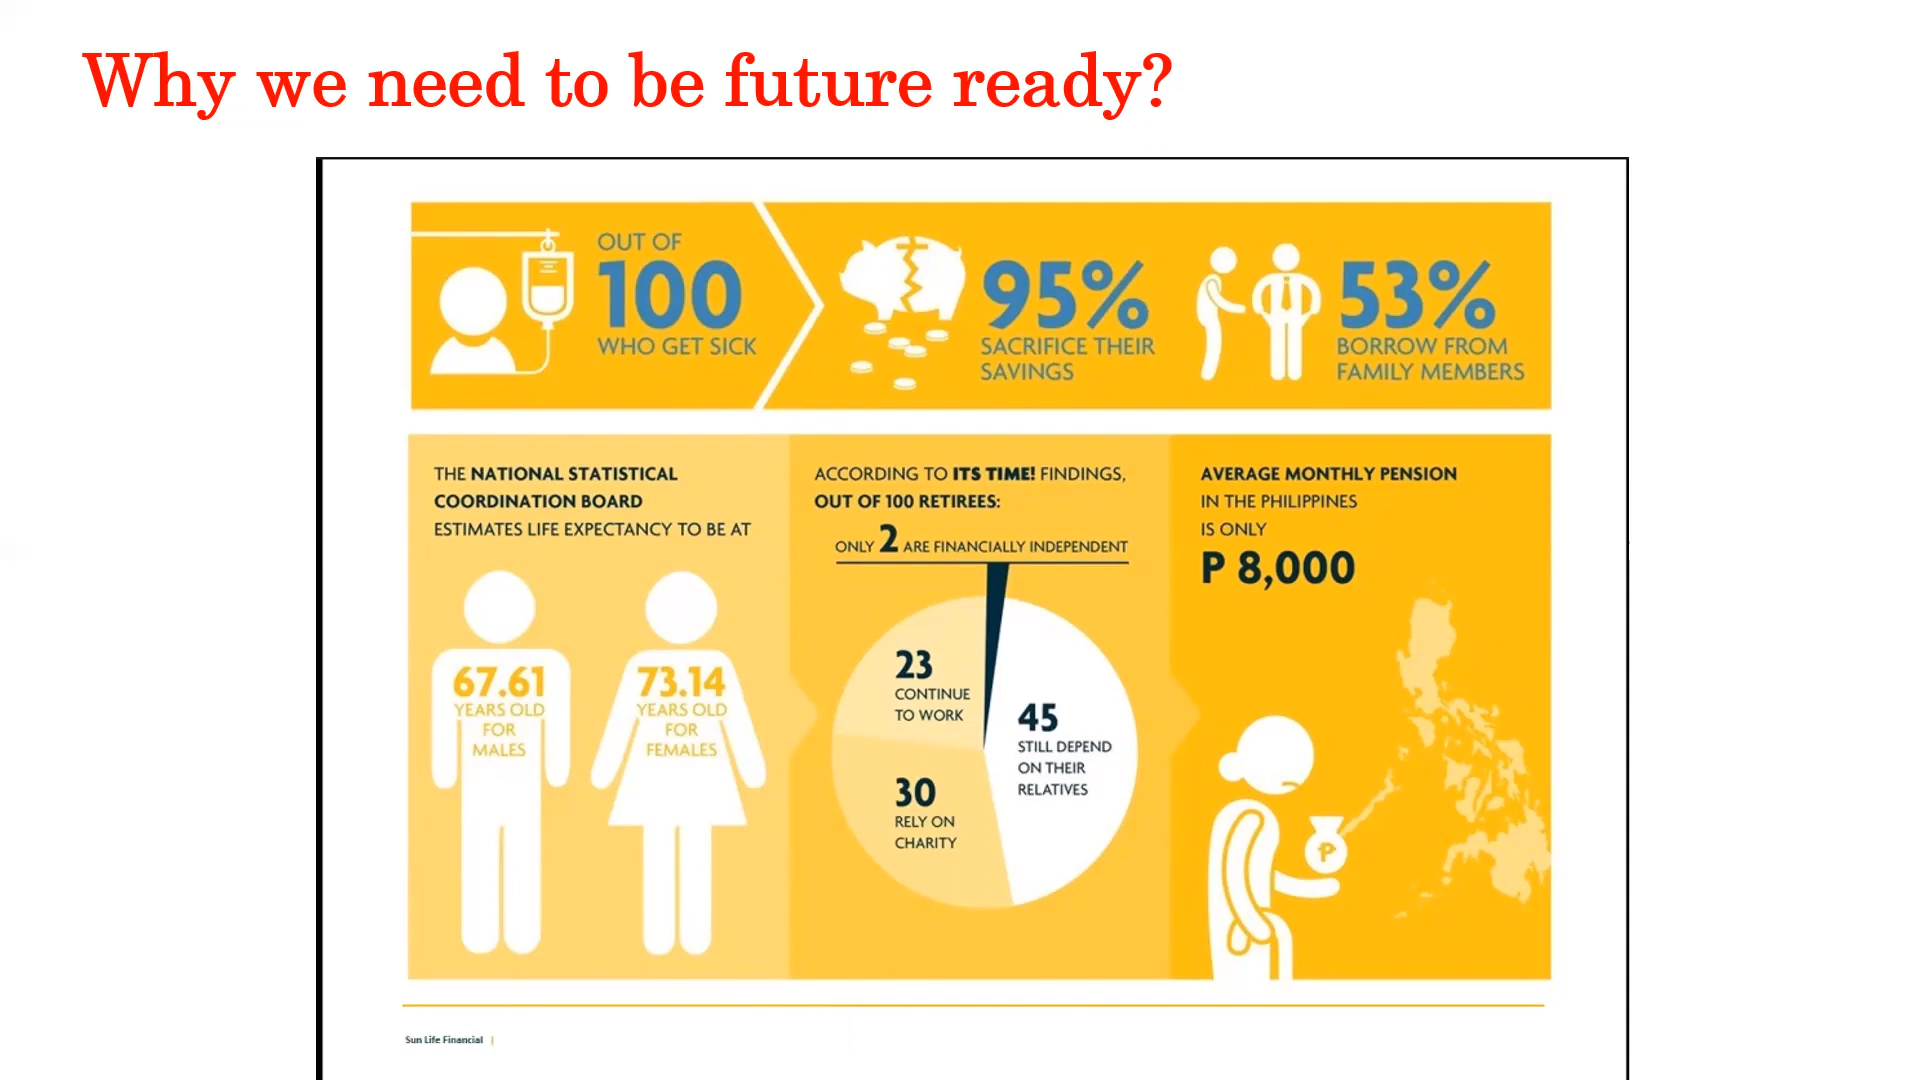 Why we need to be future ready?
OUT OF
100
WHO GET SICK
95%
SACRIFICE THEIR
SAVINGS
53%
BORROW FROM
FAMILY MEMBERS
THE NATIONAL STATISTICAL
COORDINATION BOARD
ESTIMATES LIFE EXPECTANCY TO BE AT
67.61
YEARS OLD
FOR
MALES
73.14
YEARS OLD
FOR
FEMALES
ACCORDING TO ITS TIME! FINDINGS,
OUT OF 100 RETIREES:
ONLY 2 ARE FINANCIALLY INDEPENDENT
23
CONTINUE
TO WORK
45
STILL DEPEND
ON THEIR
RELATIVES
30
RELY ON
CHARITY
AVERAGE MONTHLY PENSION
IN THE PHILIPPINES
IS ONLY
P 8,000
₱
Sun Life Financial |